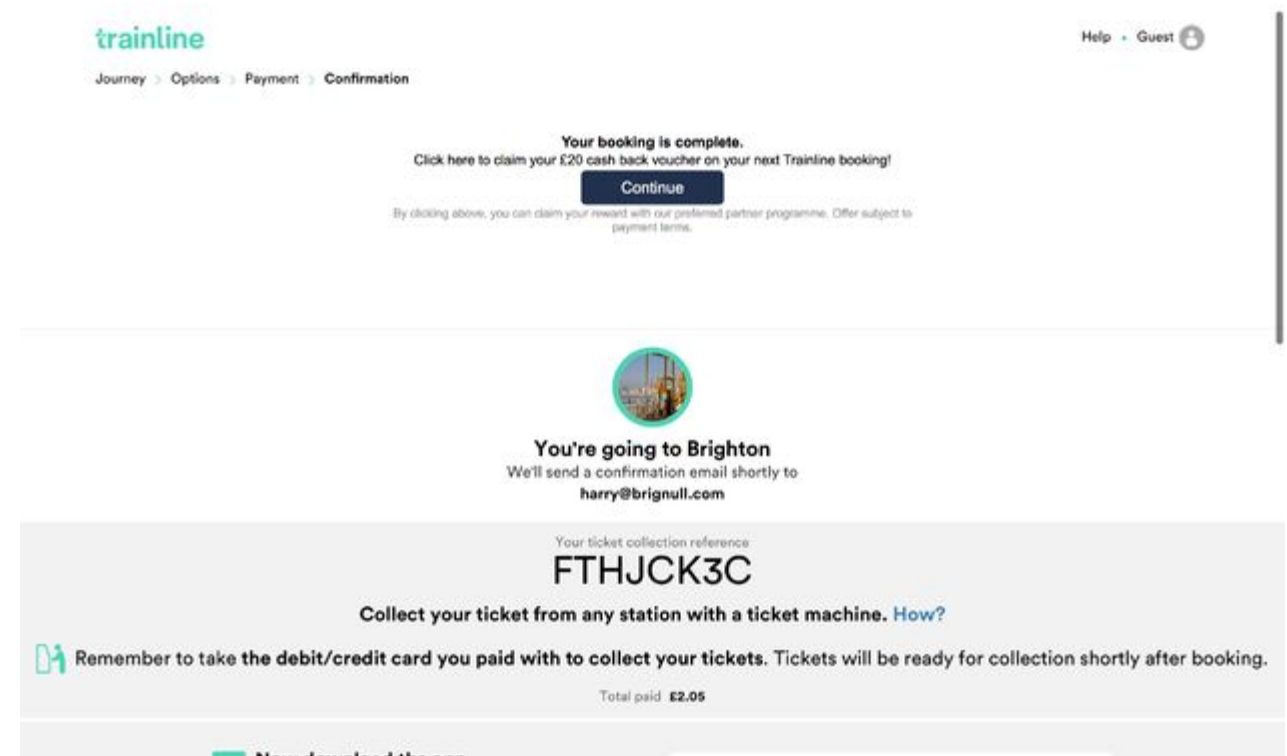 trainline
Help • Guest
Journey > Options > Payment > Confirmation
Your booking is complete.
Click here to claim your £20 cash back voucher on your next Trainline booking!
Continue
By clicking above, you can claim your reward with our preferred partner programme. Offer subject to
payment terms.
You're going to Brighton
We'll send a confirmation email shortly to
harry@brignull.com
Your ticket collection reference
FTHJCK3C
Collect your ticket from any station with a ticket machine. How?
Remember to take the debit/credit card you paid with to collect your tickets. Tickets will be ready for collection shortly after booking.
Total paid £2.05
Now download the app